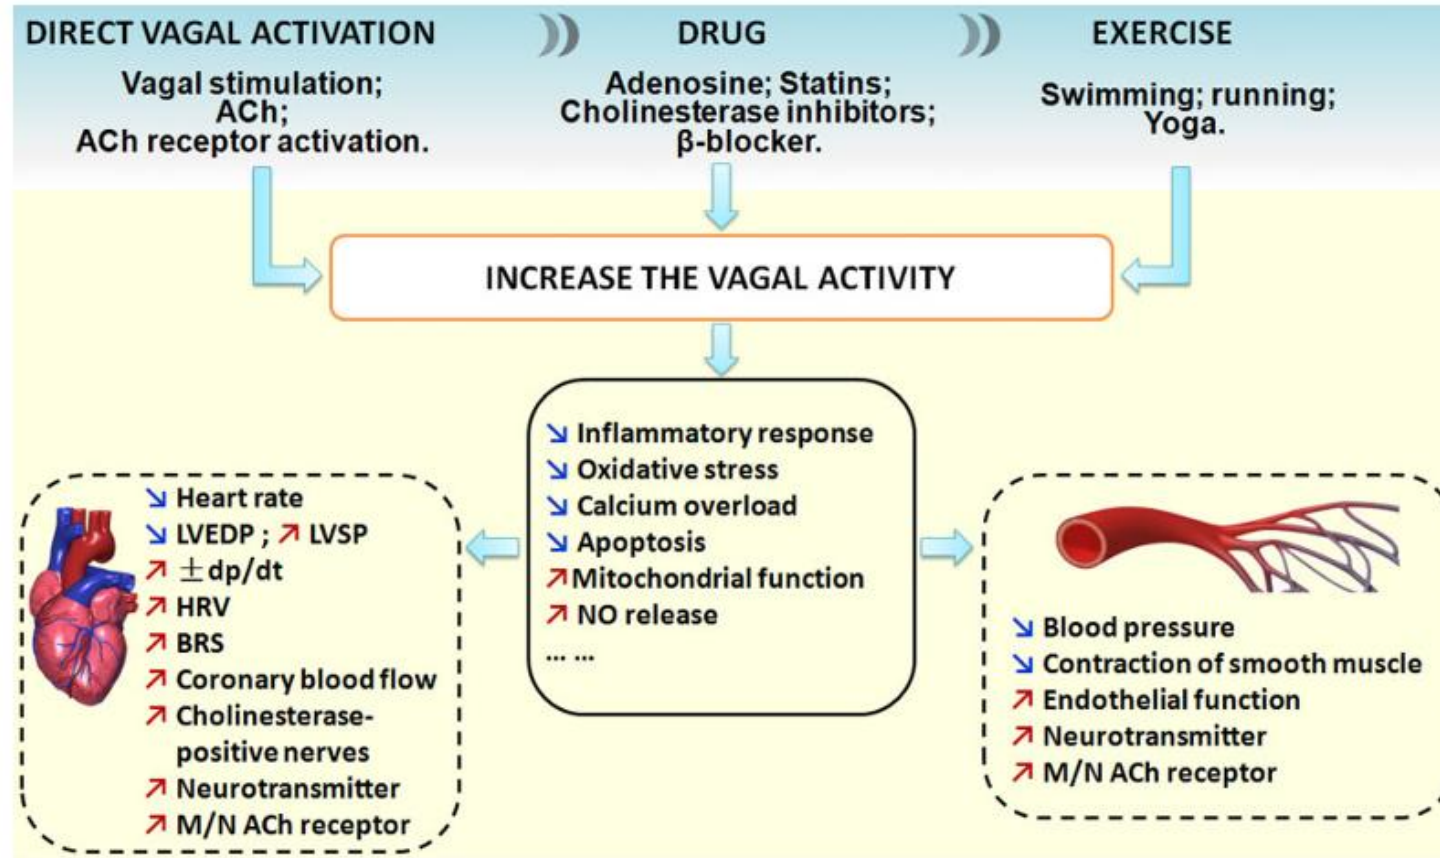 DIRECT VAGAL ACTIVATION
Vagal stimulation;
ACh;
ACh receptor activation.
DRUG
Adenosine; Statins;
Cholinesterase inhibitors;
β-blocker.
EXERCISE
Swimming; running;
Yoga.
INCREASE THE VAGAL ACTIVITY
↘ Inflammatory response
↘ Oxidative stress
↘ Calcium overload
↘ Apoptosis
↗ Mitochondrial function
↗ NO release
... ...
↘ Heart rate
↘ LVEDP ; ↗ LVSP
↗ ±dp/dt
↗ HRV
↗ BRS
↗ Coronary blood flow
↗ Cholinesterase-
positive nerves
↗ Neurotransmitter
↗ M/N ACh receptor
↘ Blood pressure
↘ Contraction of smooth muscle
↗ Endothelial function
↗ Neurotransmitter
↗ M/N ACh receptor